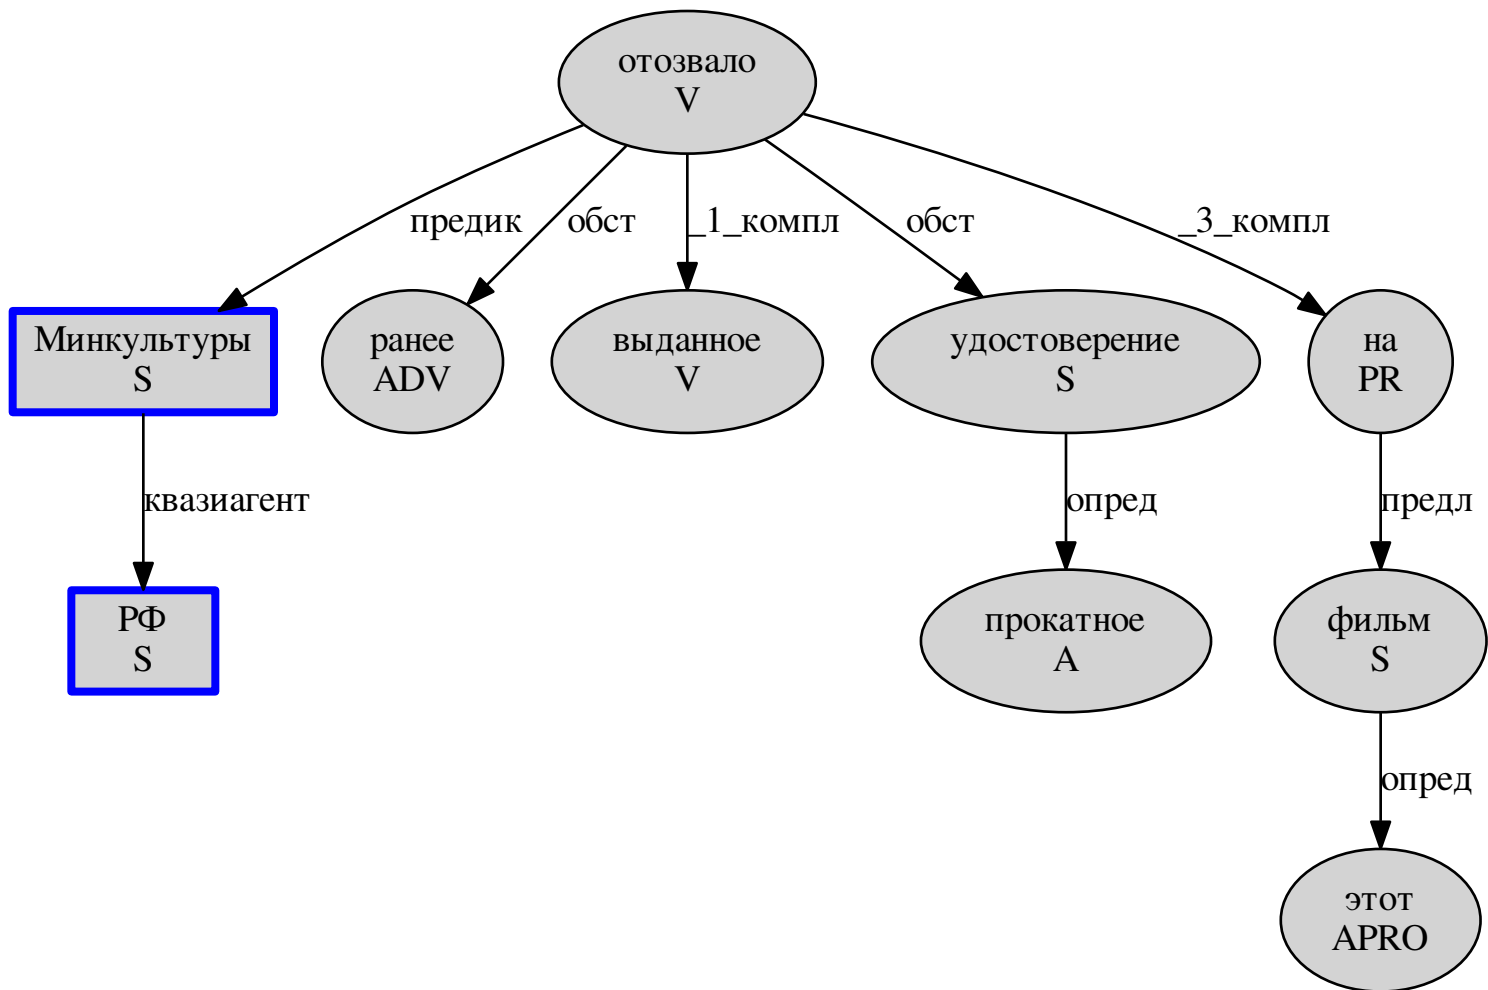 отозвало
V
предик
обст
_1_компл
обст
_3_компл
Минкультуры
S
ранее
ADV
выданное
V
удостоверение
S
на
PR
квазиагент
опред
предл
РФ
S
прокатное
A
фильм
S
опред
этот
APRO